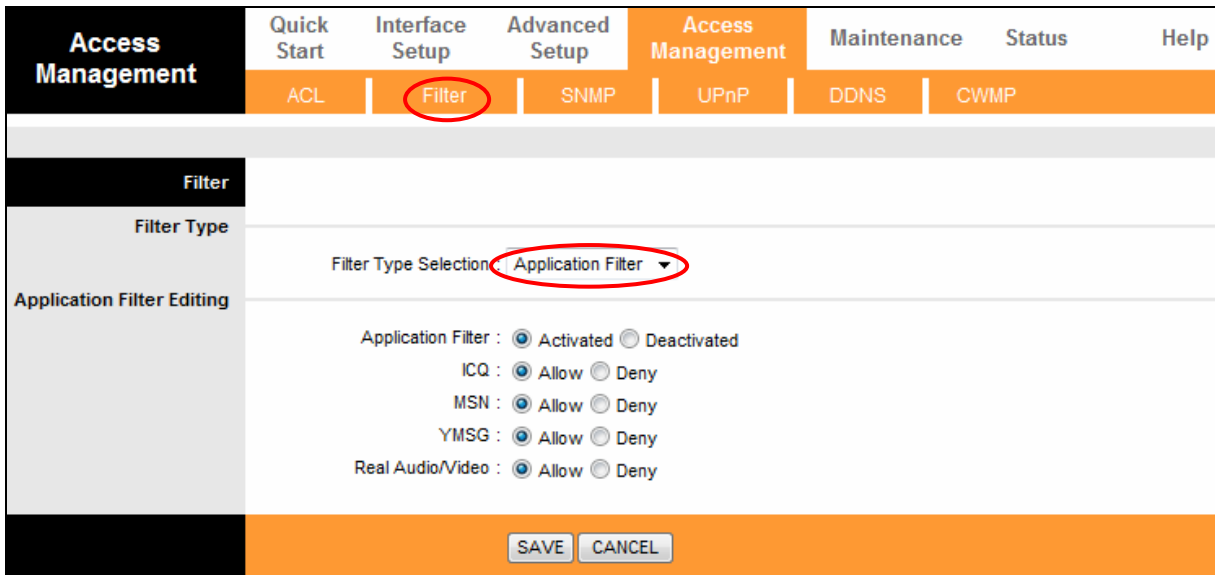 Access Management
Quick Start
Interface Setup
Advanced Setup
Access Management
Maintenance
Status
Help
ACL
Filter
SNMP
UPnP
DDNS
CWMP
Filter
Filter Type
Filter Type Selection : Application Filter
Application Filter Editing
Application Filter : Activated Deactivated
ICQ : Allow Deny
MSN : Allow Deny
YMSG : Allow Deny
Real Audio/Video : Allow Deny
SAVE CANCEL